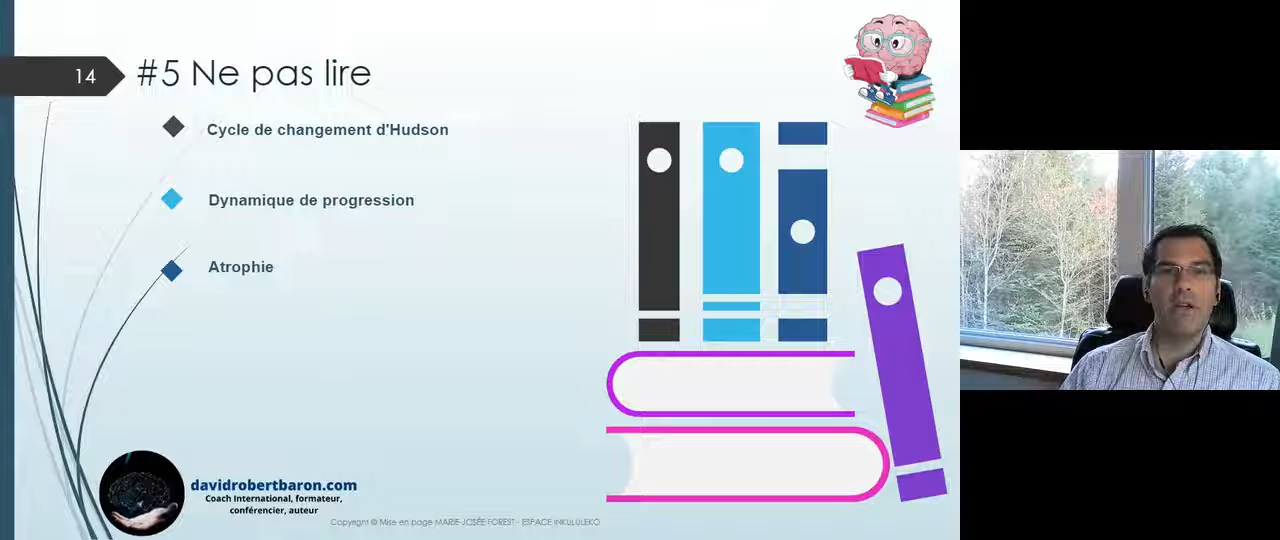 14
#5 Ne pas lire
Cycle de changement d'Hudson
Dynamique de progression
Atrophie
davidrobertbaron.com
Coach International, formateur,
conférencier, auteur
Copyright © Mise en page MARIE-JOSÉE FOREST - ESPACE INKULULEKO